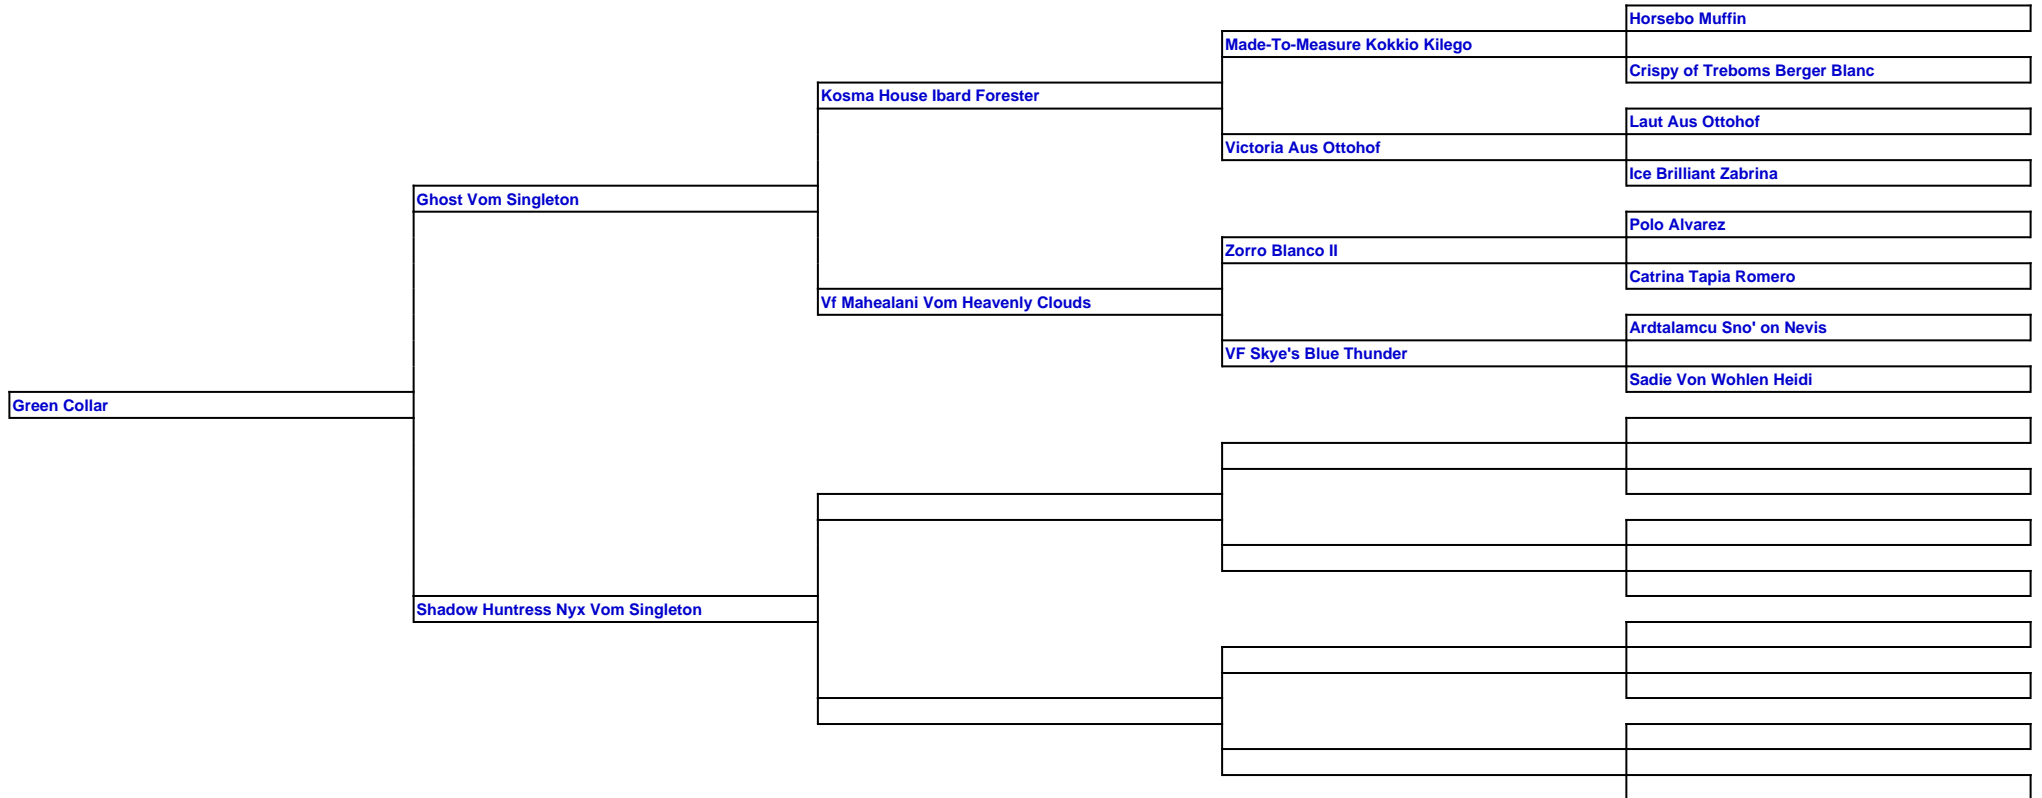 Horsebo Muffin
Made-To-Measure Kokkio Kilego
Crispy of Treboms Berger Blanc
Kosma House Ibard Forester
Laut Aus Ottohof
Victoria Aus Ottohof
Ice Brilliant Zabrina
Ghost Vom Singleton
Polo Alvarez
Zorro Blanco II
Catrina Tapia Romero
Vf Mahealani Vom Heavenly Clouds
Ardtalamcu Sno' on Nevis
VF Skye's Blue Thunder
Sadie Von Wohlen Heidi
Green Collar
Shadow Huntress Nyx Vom Singleton